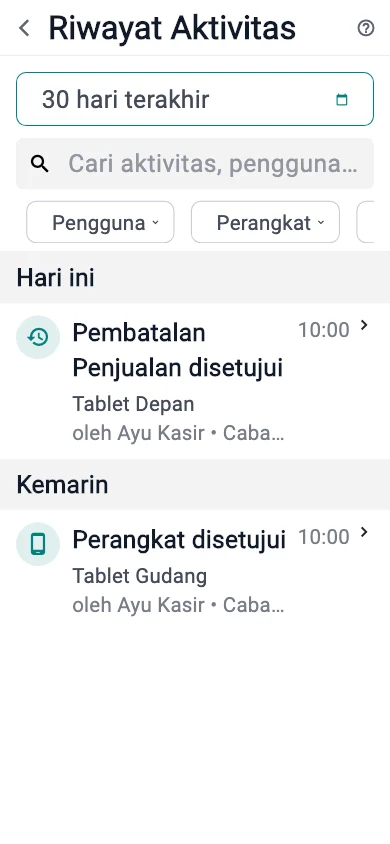 Riwayat Aktivitas
30 hari terakhir
Cari aktivitas, pengguna...
Pengguna
Perangkat
Hari ini
Pembatalan
Penjualan disetujui
10:00
Tablet Depan
oleh Ayu Kasir • Caba...
Kemarin
Perangkat disetujui
10:00
Tablet Gudang
oleh Ayu Kasir • Caba...